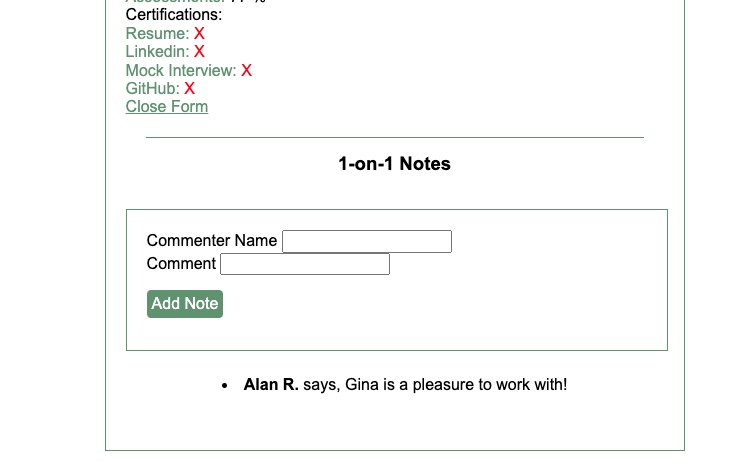 Certifications:
Resume: X
Linkedin: X
Mock Interview: X
GitHub: X
Close Form
1-on-1 Notes
Commenter Name
Comment
Add Note
• Alan R. says, Gina is a pleasure to work with!